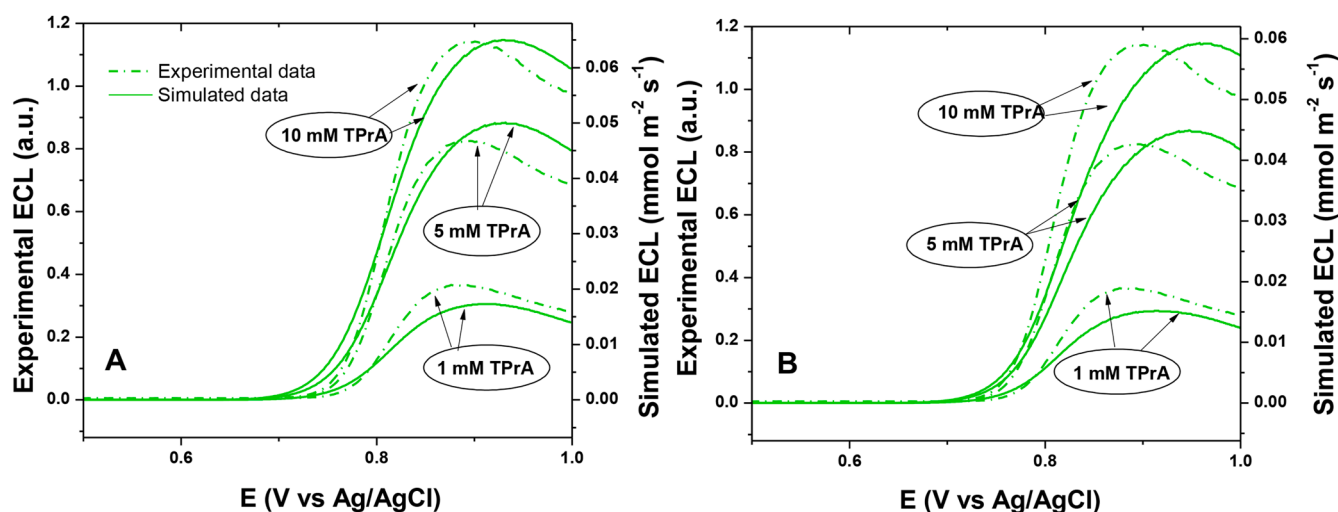 Experimental ECL (a.u.)
1.2
1.0
0.8
0.6
0.4
0.2
0.0
Experimental data
Simulated data
10 mM TPrA
5 mM TPrA
1 mM TPrA
A
0.06
0.05
0.04
0.03
0.02
0.01
0.00
Simulated ECL (mmol m⁻² s⁻¹)
0.6
0.8
1.0
E (V vs Ag/AgCl)
Experimental ECL (a.u.)
1.2
1.0
0.8
0.6
0.4
0.2
0.0
10 mM TPrA
5 mM TPrA
1 mM TPrA
B
0.06
0.05
0.04
0.03
0.02
0.01
0.00
Simulated ECL (mmol m⁻² s⁻¹)
0.6
0.8
1.0
E (V vs Ag/AgCl)